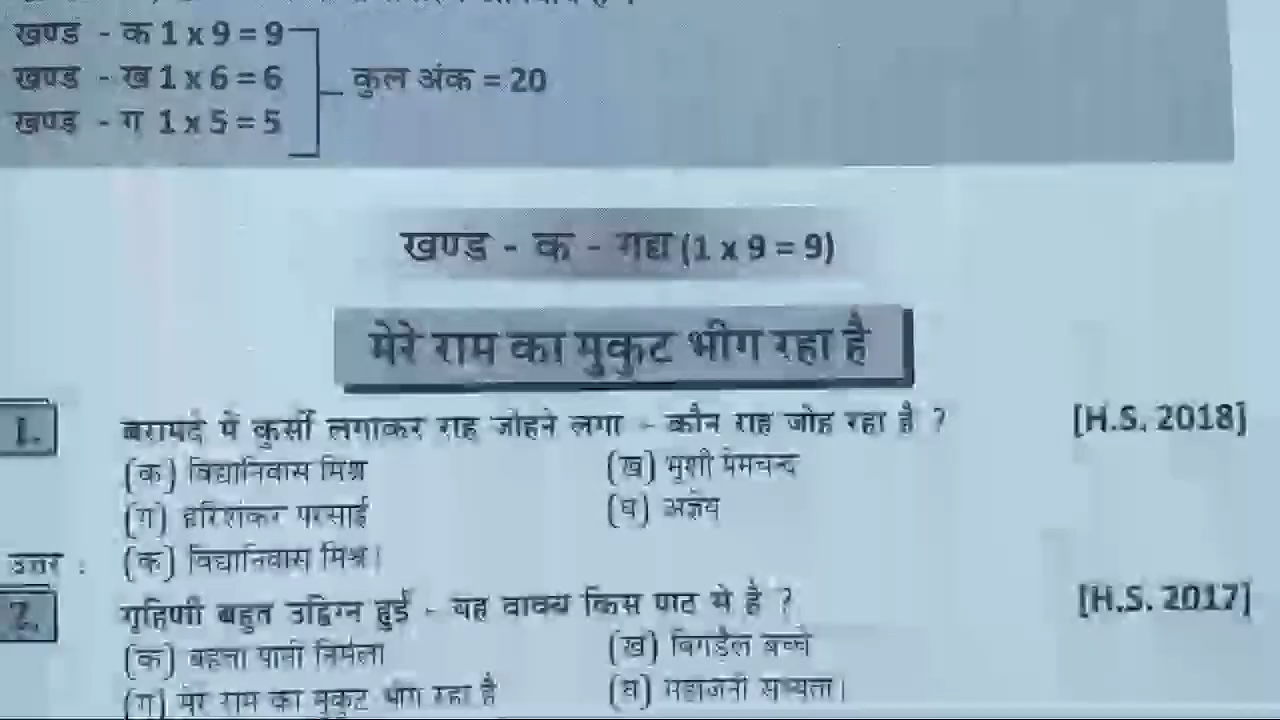 खण्ड - क 1 x 9 = 9
खण्ड - ख 1 x 6 = 6
खण्ड - ग 1 x 5 = 5
कुल अंक = 20
खण्ड - क - गद्य (1 x 9 = 9)
मेरे राम का मुकुट भीग रहा है
1. बरामदे में कुर्सी लगाकर राह जोहने लगा - कौन राह जोह रहा है ? [H.S. 2018]
(क) विद्यानिवास मिश्र (ख) मुंशी प्रेमचन्द
(ग) हरिशंकर परसाई (घ) अज्ञेय
उत्तर : (क) विद्यानिवास मिश्र।
2. गृहिणी बहुत उद्विग्न हुई - यह वाक्य किस पाठ से है ? [H.S. 2017]
(क) बहता पानी निर्मला (ख) बिगडैल बच्चे
(ग) मेरे राम का मुकुट भीग रहा है (घ) महाजनी सभ्यता।